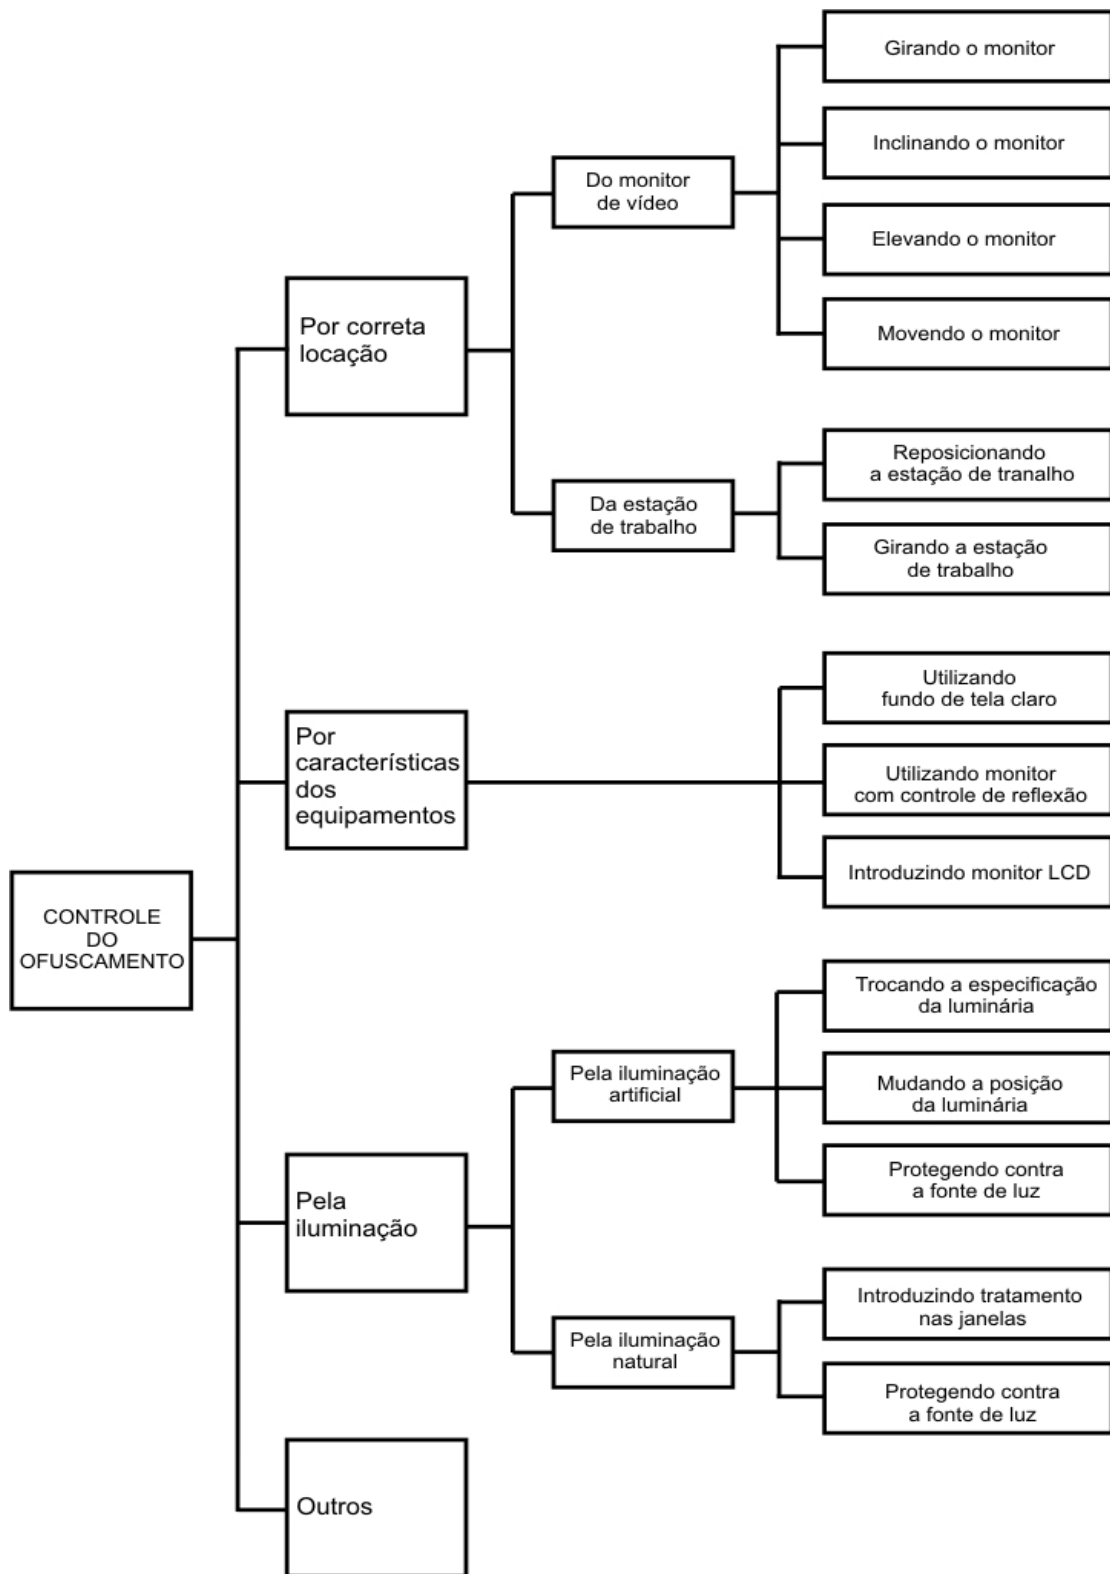 Girando o monitor
Inclinando o monitor
Do monitor
de vídeo
Elevando o monitor
Movendo o monitor
Por correta
locação
Reposicionando
a estação de tranalho
Da estação
de trabalho
Girando a estação
de trabalho
Utilizando
fundo de tela claro
Por
características
dos
equipamentos
Utilizando monitor
com controle de reflexão
Introduzindo monitor LCD
CONTROLE
DO
OFUSCAMENTO
Trocando a especificação
da luminária
Pela iluminação
artificial
Mudando a posição
da luminária
Protegendo contra
a fonte de luz
Pela
iluminação
Introduzindo tratamento
nas janelas
Pela iluminação
natural
Protegendo contra
a fonte de luz
Outros